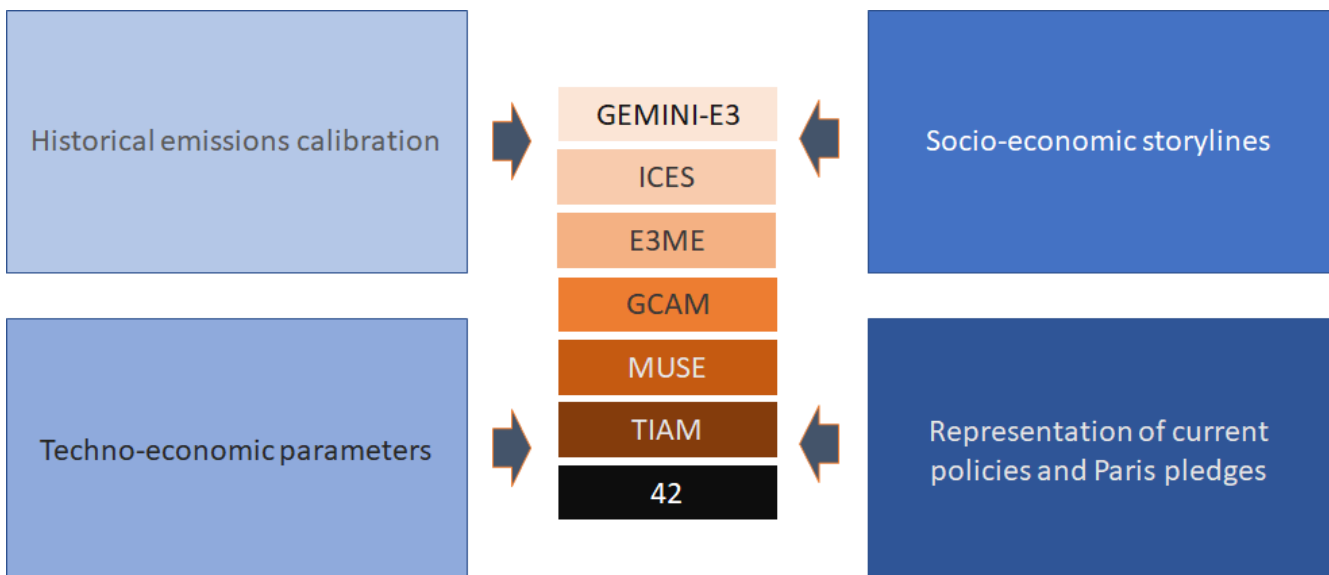 Historical emissions calibration
Techno-economic parameters
GEMINI-E3
ICES
E3ME
GCAM
MUSE
TIAM
42
Socio-economic storylines
Representation of current
policies and Paris pledges